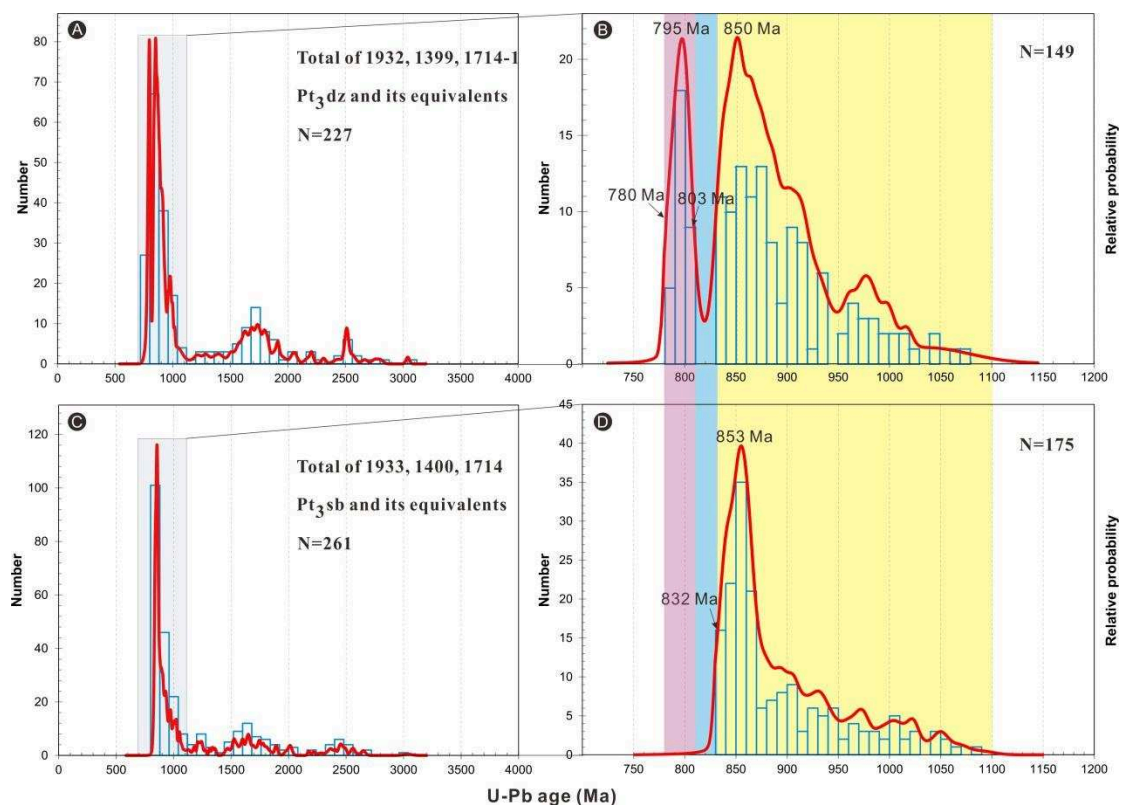 A
Total of 1932, 1399, 1714-1
Pt3dz and its equivalents
N=227
Number
80
70
60
50
40
30
20
10
0
0 500 1000 1500 2000 2500 3000 3500 4000
B
795 Ma
850 Ma
N=149
780 Ma
803 Ma
Number
Relative probability
20
15
10
5
0
750 800 850 900 950 1000 1050 1100 1150 1200
C
Total of 1933, 1400, 1714
Pt3sb and its equivalents
N=261
Number
120
100
80
60
40
20
0
0 500 1000 1500 2000 2500 3000 3500 4000
D
853 Ma
N=175
832 Ma
Number
Relative probability
45
40
35
30
25
20
15
10
5
0
750 800 850 900 950 1000 1050 1100 1150 1200
U-Pb age (Ma)